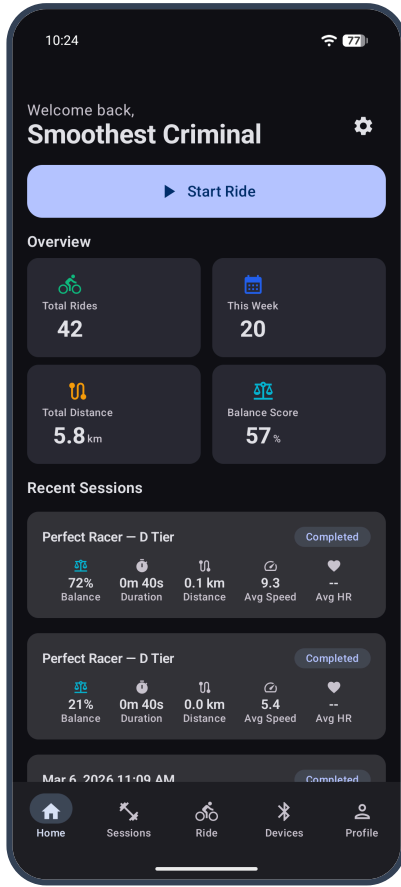 10:24
77
Welcome back,
Smoothest Criminal
Start Ride
Overview
Total Rides
42
This Week
20
Total Distance
5.8 km
Balance Score
57 %
Recent Sessions
Perfect Racer — D Tier
Completed
72% 0m 40s 0.1 km 9.3 --
Balance Duration Distance Avg Speed Avg HR
Perfect Racer — D Tier
Completed
21% 0m 40s 0.0 km 5.4 --
Balance Duration Distance Avg Speed Avg HR
Mar 6, 2026 11:09 AM
Completed
Home Sessions Ride Devices Profile